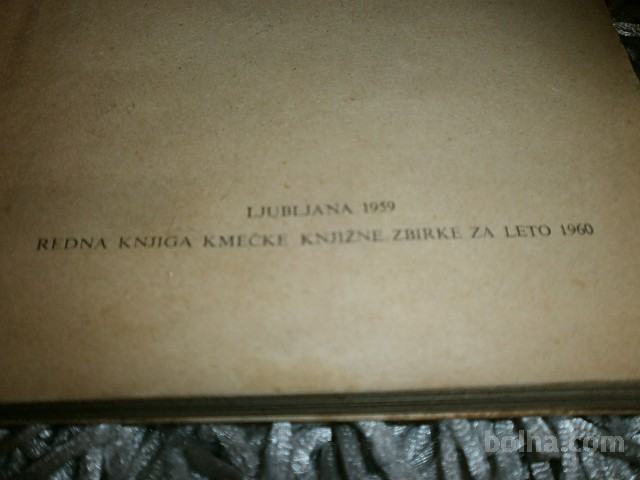 LJUBLJANA 1959
REDNA KNJIGA KMEČKE KNJIŽNE ZBIRKE ZA LETO 1960
bolha.com